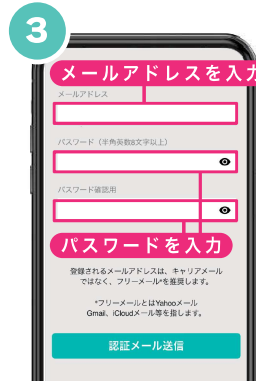 3
メールアドレスを入力
メールアドレス
パスワード（半角英数8文字以上）
パスワード確認用
パスワードを入力
登録されるメールアドレスは、キャリアメール
ではなく、フリーメール*を推奨します。
*フリーメールとはYahooメール
Gmail、iCloudメール等を指します。
認証メール送信